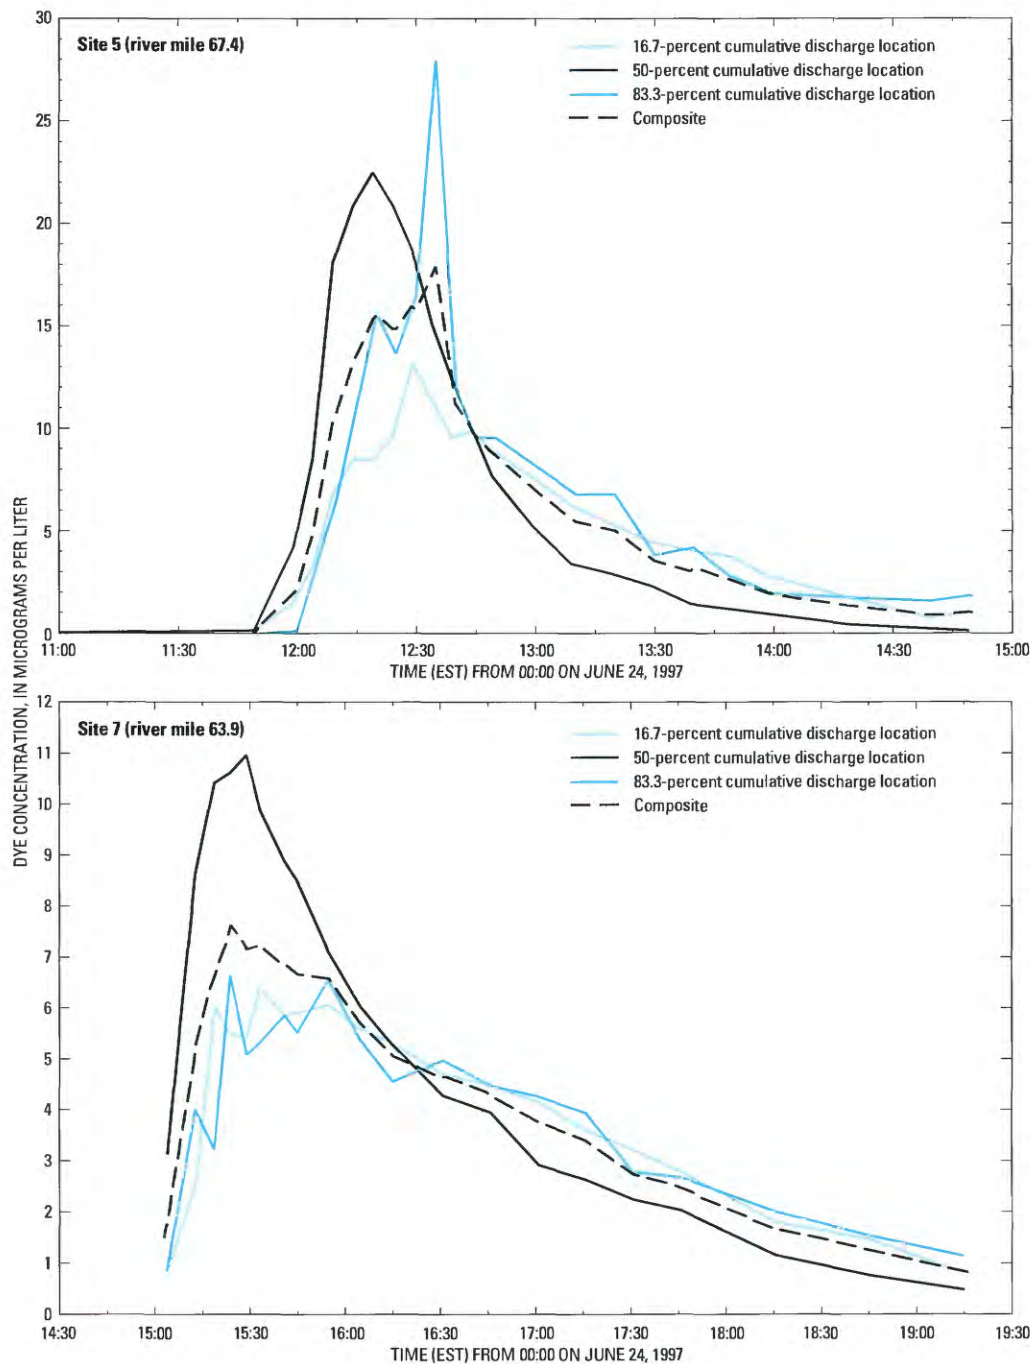 30
25
20
15
10
5
0
Site 5 (river mile 67.4)
16.7-percent cumulative discharge location
50-percent cumulative discharge location
83.3-percent cumulative discharge location
Composite
11:00 11:30 12:00 12:30 13:00 13:30 14:00 14:30 15:00
TIME (EST) FROM 00:00 ON JUNE 24, 1997
DYE CONCENTRATION, IN MICROGRAMS PER LITER
12
11
10
9
8
7
6
5
4
3
2
1
0
Site 7 (river mile 63.9)
16.7-percent cumulative discharge location
50-percent cumulative discharge location
83.3-percent cumulative discharge location
Composite
14:30 15:00 15:30 16:00 16:30 17:00 17:30 18:00 18:30 19:00 19:30
TIME (EST) FROM 00:00 ON JUNE 24, 1997